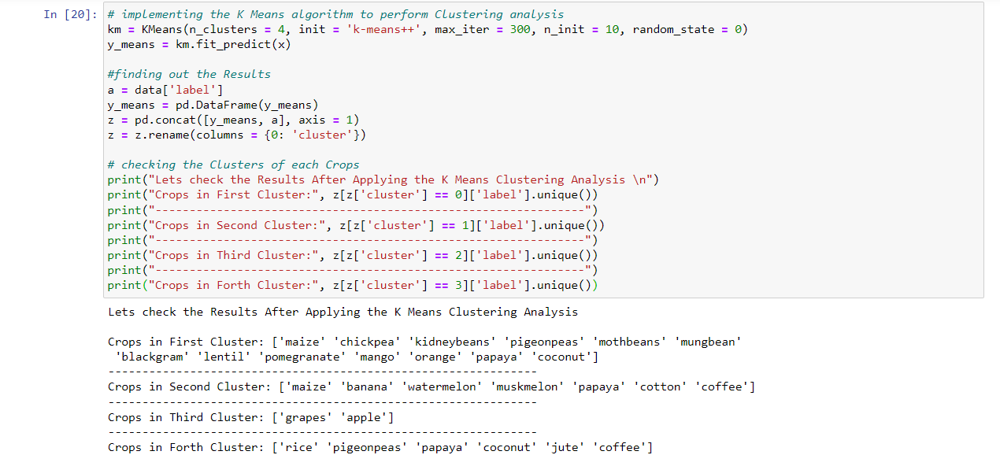 In [20]: # implementing the K Means algorithm to perform Clustering analysis
km = KMeans(n_clusters = 4, init = 'k-means++', max_iter = 300, n_init = 10, random_state = 0)
y_means = km.fit_predict(x)
#finding out the Results
a = data['label']
y_means = pd.DataFrame(y_means)
z = pd.concat([y_means, a], axis = 1)
z = z.rename(columns = {0: 'cluster'})
# checking the Clusters of each Crops
print("Lets check the Results After Applying the K Means Clustering Analysis \n")
print("Crops in First Cluster:", z[z['cluster'] == 0]['label'].unique())
print("---------------------------------------------------------------")
print("Crops in Second Cluster:", z[z['cluster'] == 1]['label'].unique())
print("---------------------------------------------------------------")
print("Crops in Third Cluster:", z[z['cluster'] == 2]['label'].unique())
print("---------------------------------------------------------------")
print("Crops in Forth Cluster:", z[z['cluster'] == 3]['label'].unique())
Lets check the Results After Applying the K Means Clustering Analysis
Crops in First Cluster: ['maize' 'chickpea' 'kidneybeans' 'pigeonpeas' 'mothbeans' 'mungbean'
'blackgram' 'lentil' 'pomegranate' 'mango' 'orange' 'papaya' 'coconut']
---------------------------------------------------------------
Crops in Second Cluster: ['maize' 'banana' 'watermelon' 'muskmelon' 'papaya' 'cotton' 'coffee']
---------------------------------------------------------------
Crops in Third Cluster: ['grapes' 'apple']
---------------------------------------------------------------
Crops in Forth Cluster: ['rice' 'pigeonpeas' 'papaya' 'coconut' 'jute' 'coffee']